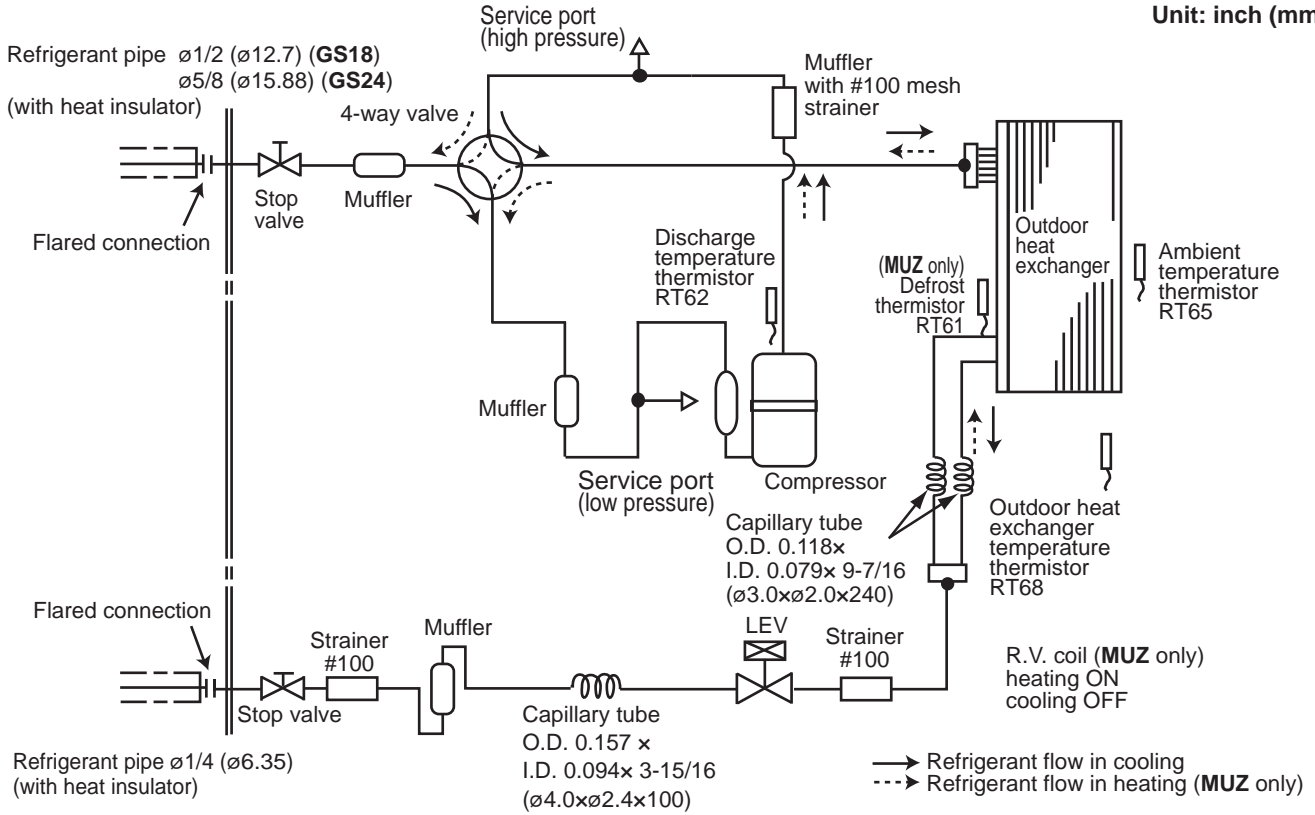 Unit: inch (mm
Service port
(high pressure)
Refrigerant pipe ø1/2 (ø12.7) (GS18)
ø5/8 (ø15.88) (GS24)
(with heat insulator)
4-way valve
Muffler
with #100 mesh
strainer
Stop
valve
Muffler
Flared connection
Discharge
temperature
thermistor
RT62
(MUZ only)
Defrost
thermistor
RT61
Outdoor
heat
exchanger
Ambient
temperature
thermistor
RT65
Muffler
Service port
(low pressure)
Compressor
Capillary tube
O.D. 0.118×
I.D. 0.079× 9-7/16
(ø3.0×ø2.0×240)
Outdoor heat
exchanger
temperature
thermistor
RT68
Flared connection
Strainer
#100
Muffler
LEV
Strainer
#100
R.V. coil (MUZ only)
heating ON
cooling OFF
Stop valve
Capillary tube
O.D. 0.157 ×
I.D. 0.094× 3-15/16
(ø4.0×ø2.4×100)
Refrigerant pipe ø1/4 (ø6.35)
(with heat insulator)
Refrigerant flow in cooling
Refrigerant flow in heating (MUZ only)